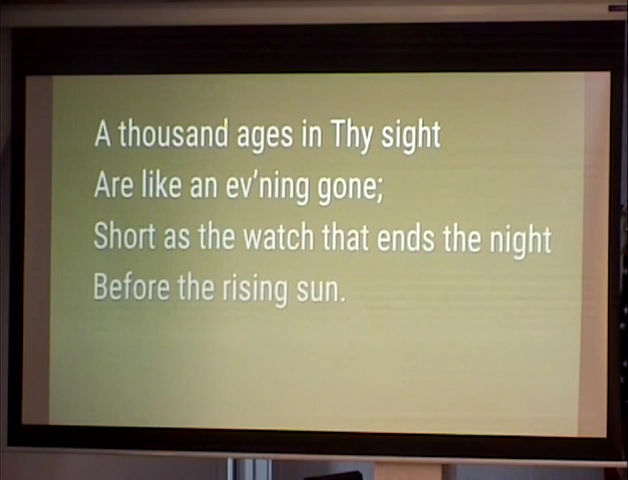 A thousand ages in Thy sight
Are like an ev'ning gone;
Short as the watch that ends the night
Before the rising sun.